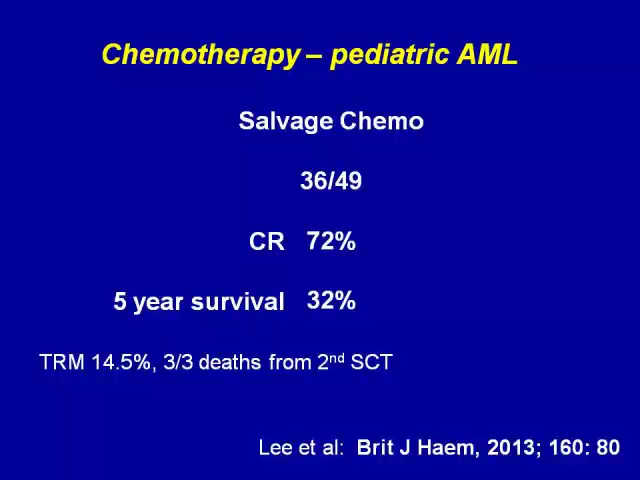 Chemotherapy – pediatric AML
Salvage Chemo
36/49
CR 72%
5 year survival 32%
TRM 14.5%, 3/3 deaths from 2nd SCT
Lee et al: Brit J Haem, 2013; 160: 80